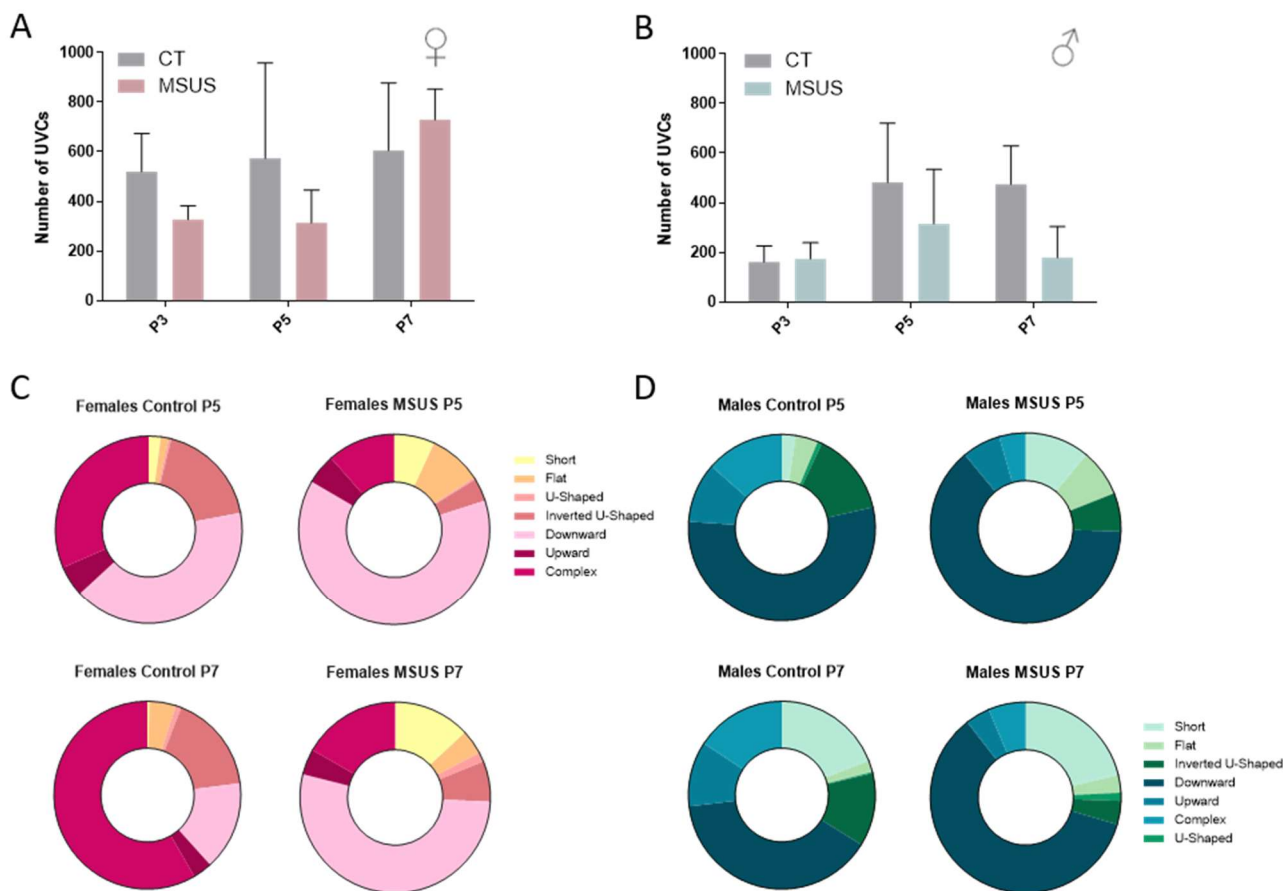 A
♀
CT
MSUS
Number of UVCs
1000
800
600
400
200
0
P3
P5
P7
B
♂
CT
MSUS
Number of UVCs
1000
800
600
400
200
0
P3
P5
P7
C
Females Control P5
Females MSUS P5
Short
Flat
U-Shaped
Inverted U-Shaped
Downward
Upward
Complex
Females Control P7
Females MSUS P7
D
Males Control P5
Males MSUS P5
Males Control P7
Males MSUS P7
Short
Flat
Inverted U-Shaped
Downward
Upward
Complex
U-Shaped